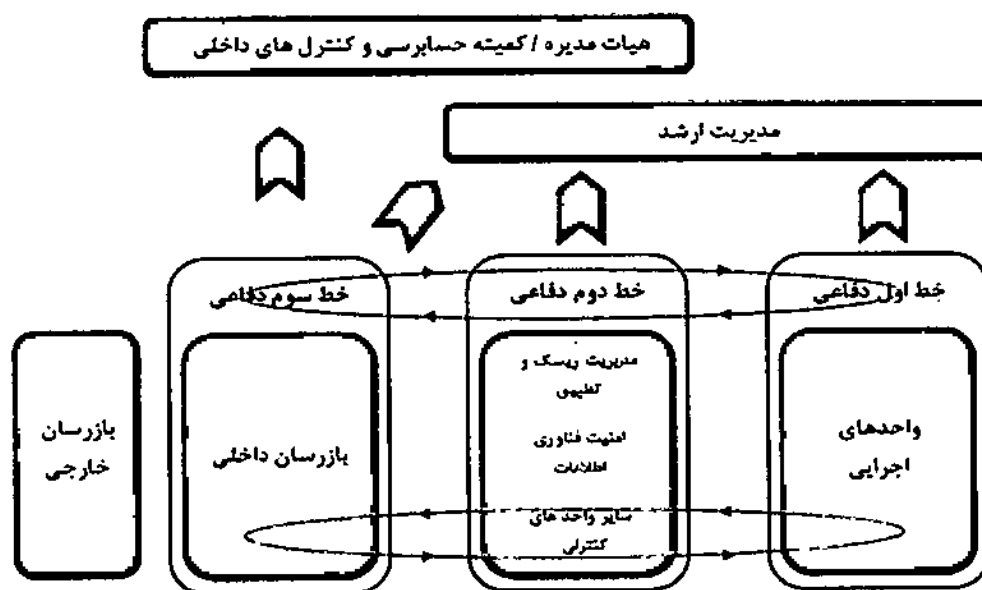 هیات مدیره / کمیته حسابرسی و کنترل های داخلی
مدیریت ارشد
خط اول دفاعی
خط دوم دفاعی
خط سوم دفاعی
واحدهای
اجرایی
مدیریت ریسک و
تطبیق
امنیت فناوری
اطلاعات
سایر واحد های
کنترلی
بازرسان داخلی
بازرسان
خارجی